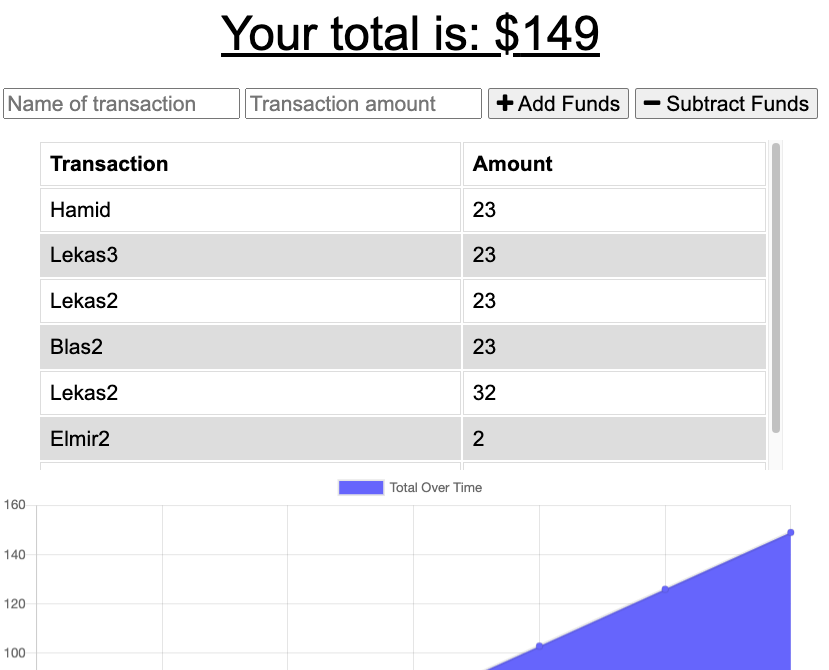 Your total is: $149
Name of transaction Transaction amount Add Funds Subtract Funds
Transaction Amount
Hamid 23
Lekas3 23
Lekas2 23
Blas2 23
Lekas2 32
Elmir2 2
Total Over Time
160
140
120
100